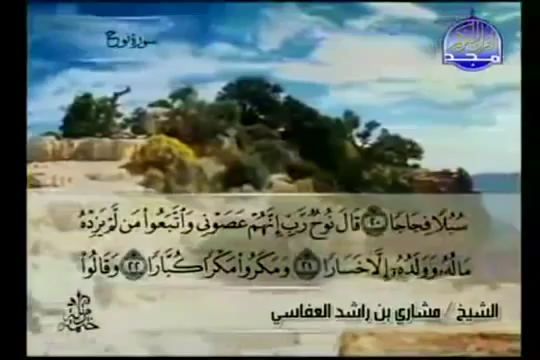 سورة نوح
مجد
سُبُلًا فِجَاجًا ۝٢٠ قَالَ نُوحٌ رَّبِّ إِنَّهُمْ عَصَوْنِي وَاتَّبَعُوا مَن لَّمْ يَزِدْهُ
مَالُهُ وَوَلَدُهُ إِلَّا خَسَارًا ۝٢١ وَمَكَرُوا مَكْرًا كُبَّارًا ۝٢٢ وَقَالُوا
الشيخ / مشاري بن راشد العفاسي